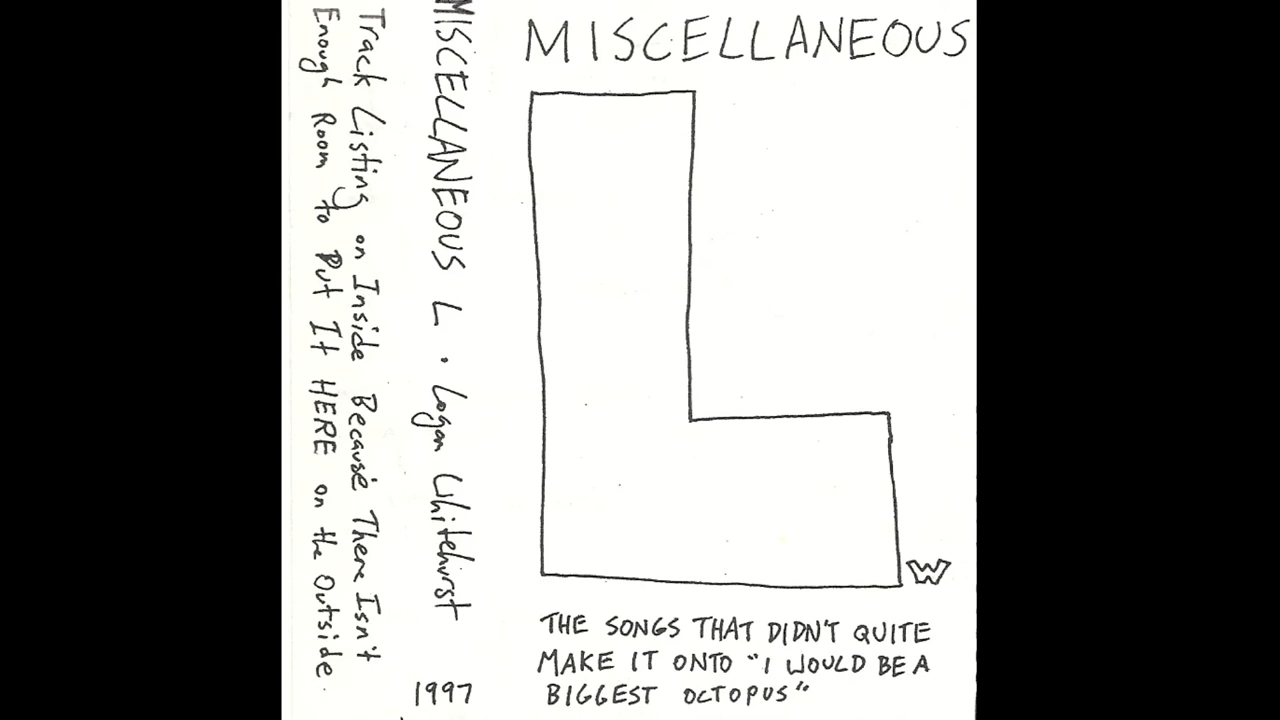 Track Listing on Inside Because There Isn't
Enough Room to Put It HERE on the Outside.
MISCELLANEOUS L • Logan Whitehurst
1997
MISCELLANEOUS
L
W
THE SONGS THAT DIDN'T QUITE
MAKE IT ONTO "I WOULD BE A
BIGGEST OCTOPUS"